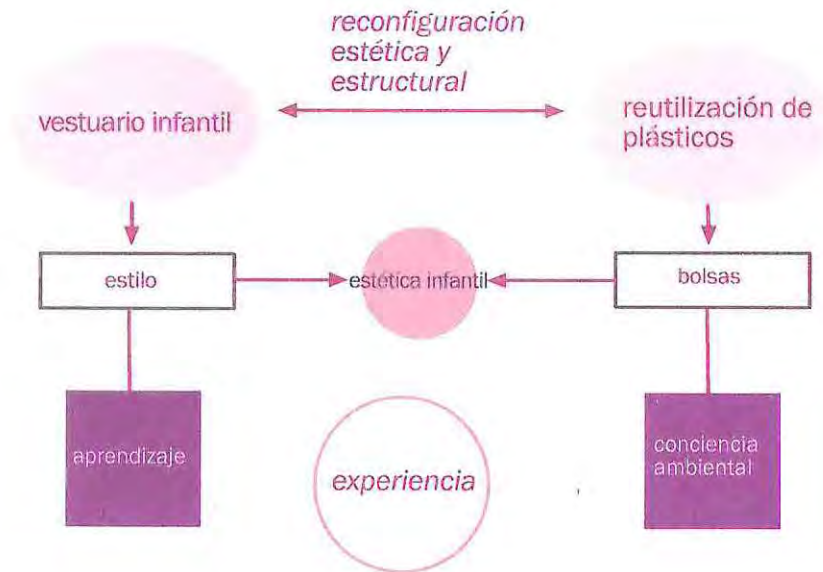 reconfiguración
estética y
estructural
vestuario infantil
reutilización de
plásticos
estilo
estética infantil
bolsas
aprendizaje
experiencia
conciencia
ambiental